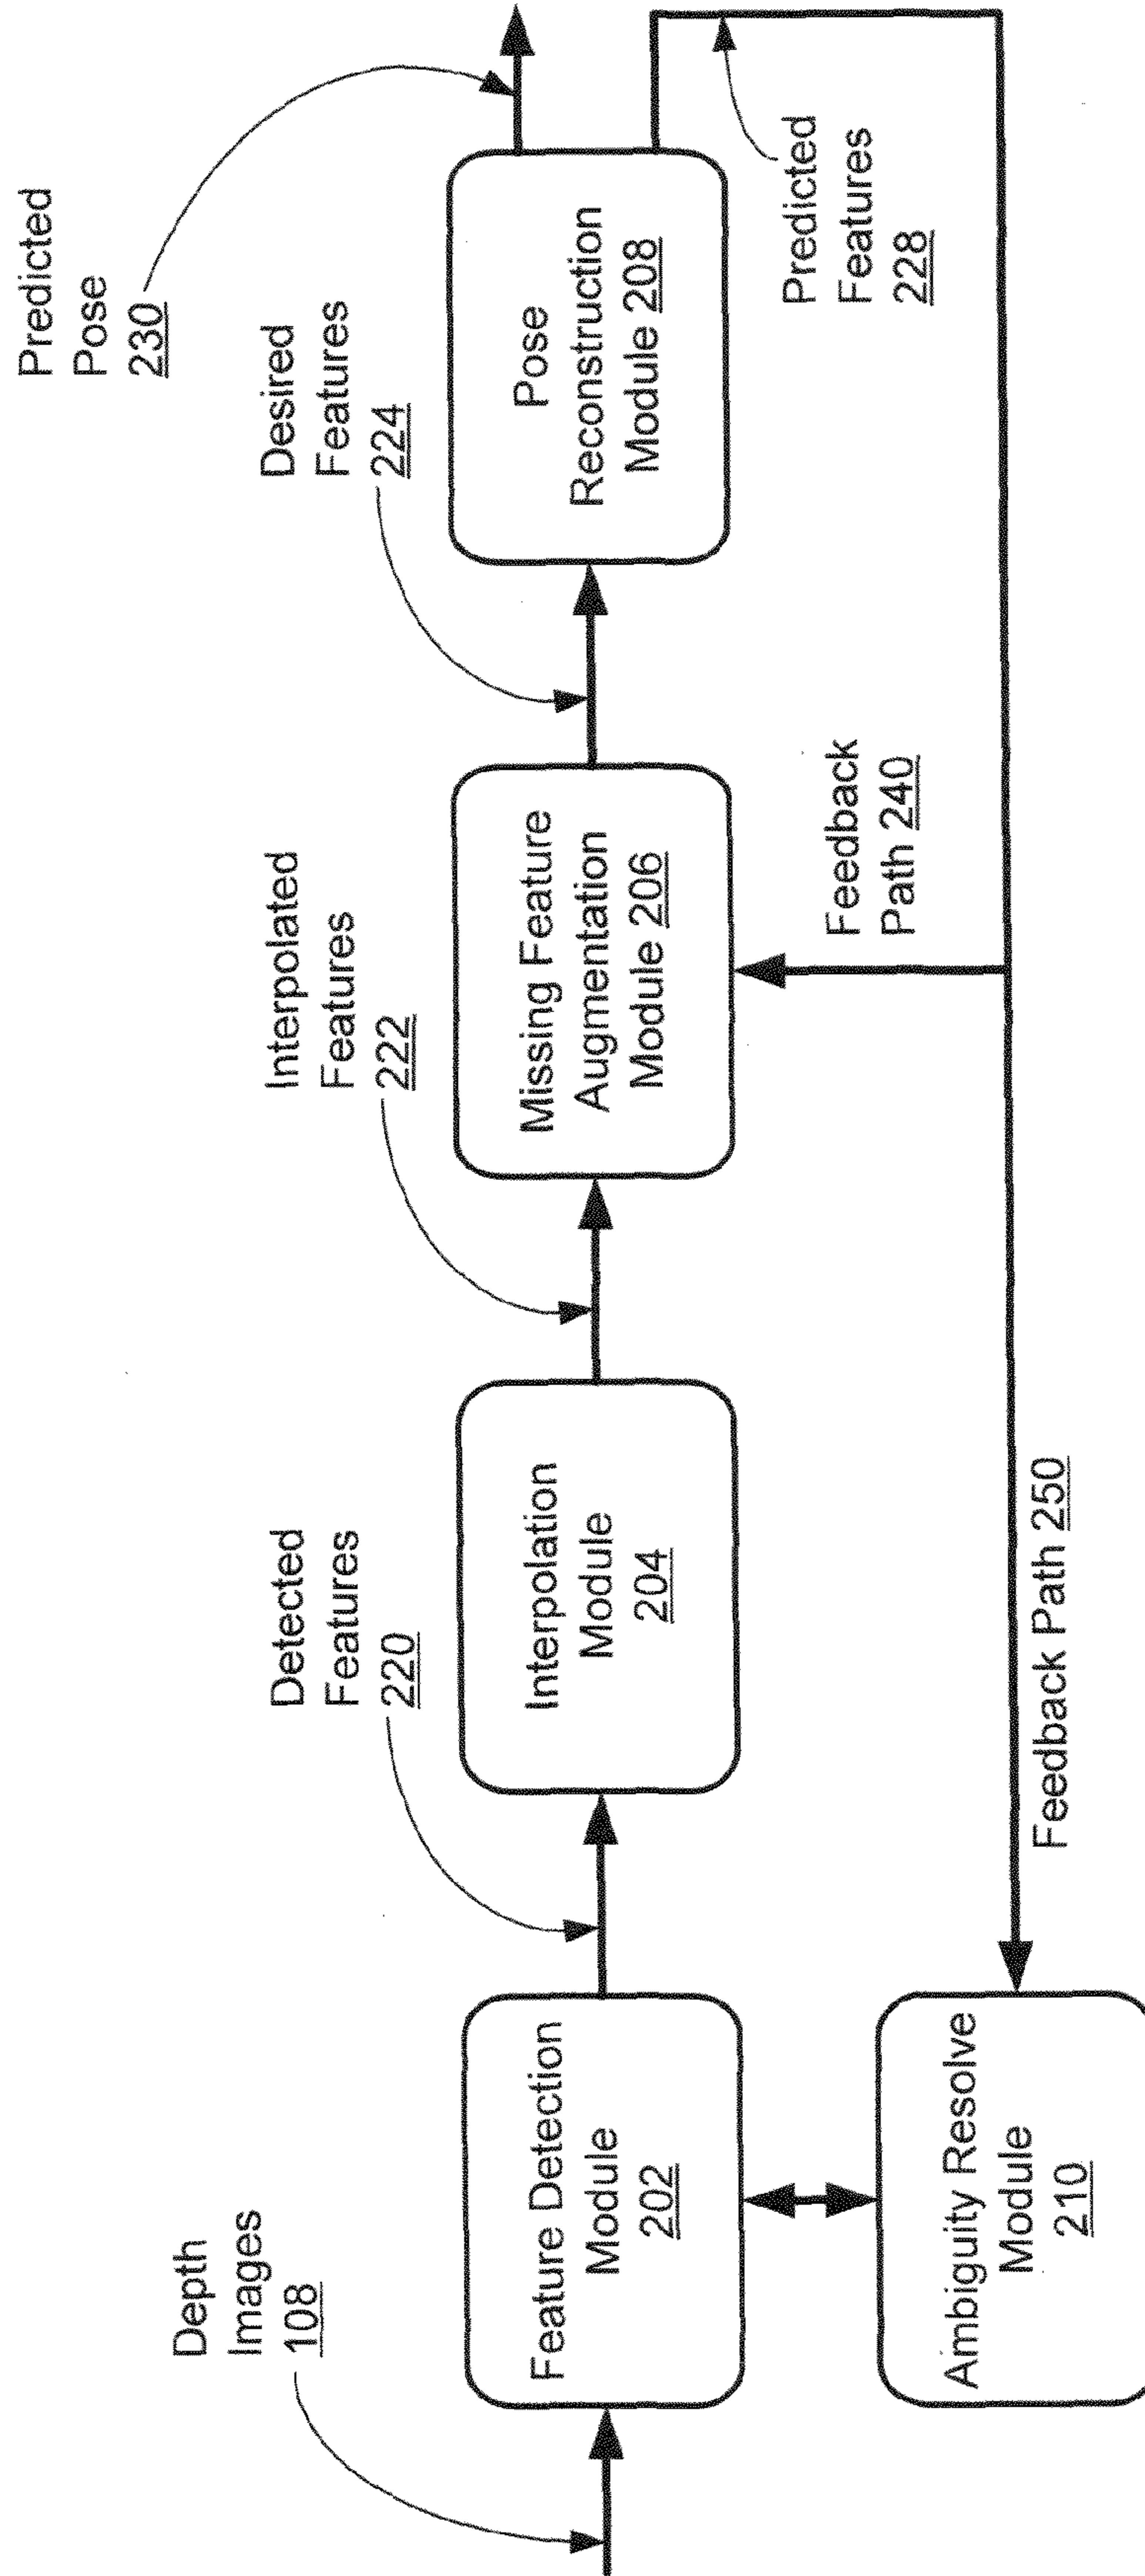 Depth
Images
108
Feature Detection
Module
202
Ambiguity Resolve
Module
210
Detected
Features
220
Interpolation
Module
204
Feedback Path 250
Interpolated
Features
222
Missing Feature
Augmentation
Module 206
Feedback
Path 240
Desired
Features
224
Pose
Reconstruction
Module 208
Predicted
Features
228
Predicted
Pose
230